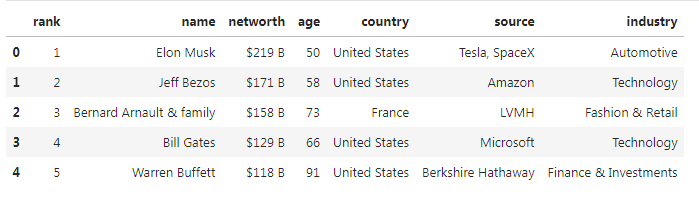 rank name networth age country source industry
0 1 Elon Musk $219 B 50 United States Tesla, SpaceX Automotive
1 2 Jeff Bezos $171 B 58 United States Amazon Technology
2 3 Bernard Arnault & family $158 B 73 France LVMH Fashion & Retail
3 4 Bill Gates $129 B 66 United States Microsoft Technology
4 5 Warren Buffett $118 B 91 United States Berkshire Hathaway Finance & Investments